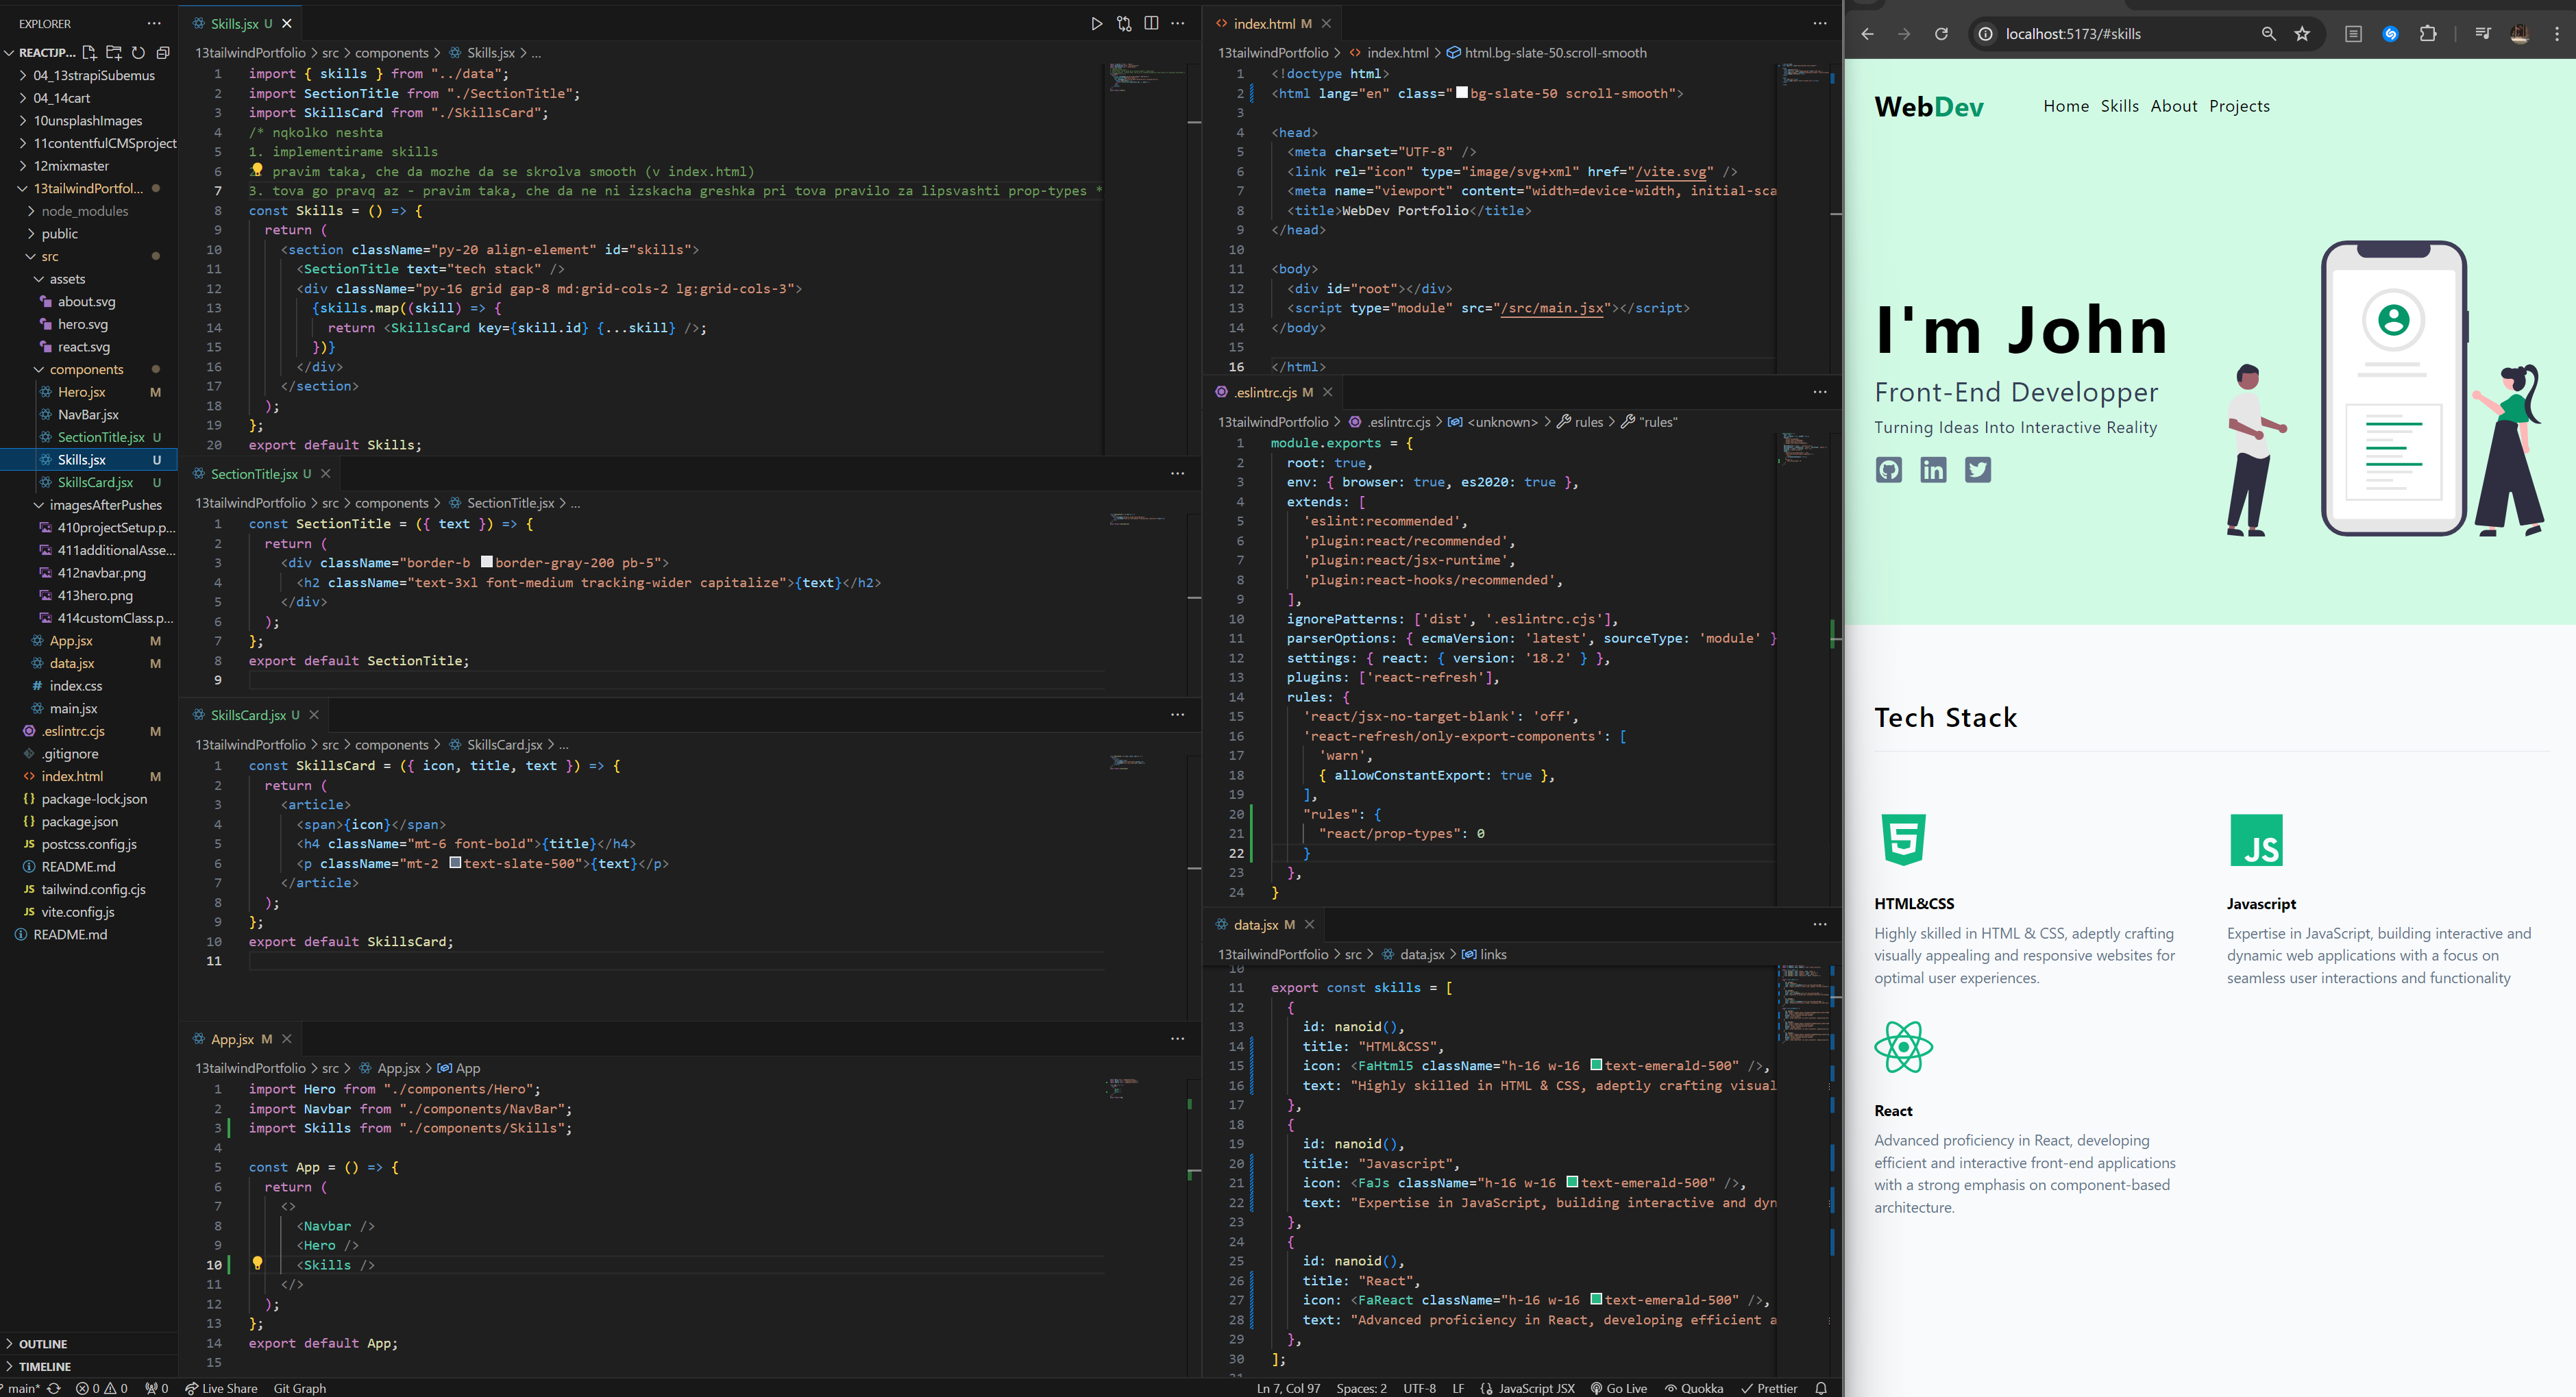 EXPLORER
REACTJP...
04_13strapiSubemus
04_14cart
10unsplashImages
11contentfulCMSproject
12mixmaster
13tailwindPortfol...
node_modules
public
src
assets
about.svg
hero.svg
react.svg
components
Hero.jsx M
NavBar.jsx
SectionTitle.jsx U
Skills.jsx U
SkillsCard.jsx U
imagesAfterPushes
410projectSetup.p...
411additionalAsse...
412navbar.png
413hero.png
414customClass.p...
App.jsx M
data.jsx M
index.css
main.jsx
.eslintrc.cjs M
.gitignore
index.html M
package-lock.json
package.json
postcss.config.js
README.md
tailwind.config.cjs
vite.config.js
README.md
OUTLINE
TIMELINE
Skills.jsx U
13tailwindPortfolio > src > components > Skills.jsx > ...
1 import { skills } from "../data";
2 import SectionTitle from "./SectionTitle";
3 import SkillsCard from "./SkillsCard";
4 /* nqkolko neshta
5 1. implementirame skills
6 pravim taka, che da mozhe da se skrolva smooth (v index.html)
7 3. tova go pravq az - pravim taka, che da ne ni izskacha greshka pri tova pravilo za lipsvashti prop-types *
8 const Skills = () => {
9 return (
10 <section className="py-20 align-element" id="skills">
11 <SectionTitle text="tech stack" />
12 <div className="py-16 grid gap-8 md:grid-cols-2 lg:grid-cols-3">
13 {skills.map((skill) => {
14 return <SkillsCard key={skill.id} {...skill} />;
15 })}
16 </div>
17 </section>
18 );
19 };
20 export default Skills;
SectionTitle.jsx U
13tailwindPortfolio > src > components > SectionTitle.jsx > ...
1 const SectionTitle = ({ text }) => {
2 return (
3 <div className="border-b border-gray-200 pb-5">
4 <h2 className="text-3xl font-medium tracking-wider capitalize">{text}</h2>
5 </div>
6 );
7 };
8 export default SectionTitle;
9
SkillsCard.jsx U
13tailwindPortfolio > src > components > SkillsCard.jsx > ...
1 const SkillsCard = ({ icon, title, text }) => {
2 return (
3 <article>
4 <span>{icon}</span>
5 <h4 className="mt-6 font-bold">{title}</h4>
6 <p className="mt-2 text-slate-500">{text}</p>
7 </article>
8 );
9 };
10 export default SkillsCard;
11
App.jsx M
13tailwindPortfolio > src > App.jsx > App
1 import Hero from "./components/Hero";
2 import Navbar from "./components/NavBar";
3 import Skills from "./components/Skills";
4
5 const App = () => {
6 return (
7 <>
8 <Navbar />
9 <Hero />
10 <Skills />
11 </>
12 );
13 };
14 export default App;
15
index.html M
13tailwindPortfolio > index.html > html.bg-slate-50.scroll-smooth
1 <!doctype html>
2 <html lang="en" class="bg-slate-50 scroll-smooth">
3
4 <head>
5 <meta charset="UTF-8" />
6 <link rel="icon" type="image/svg+xml" href="/vite.svg" />
7 <meta name="viewport" content="width=device-width, initial-sca
8 <title>WebDev Portfolio</title>
9 </head>
10
11 <body>
12 <div id="root"></div>
13 <script type="module" src="/src/main.jsx"></script>
14 </body>
15
16 </html>
.eslintrc.cjs M
13tailwindPortfolio > .eslintrc.cjs > <unknown> > rules > "rules"
1 module.exports = {
2 root: true,
3 env: { browser: true, es2020: true },
4 extends: [
5 'eslint:recommended',
6 'plugin:react/recommended',
7 'plugin:react/jsx-runtime',
8 'plugin:react-hooks/recommended',
9 ],
10 ignorePatterns: ['dist', '.eslintrc.cjs'],
11 parserOptions: { ecmaVersion: 'latest', sourceType: 'module' }
12 settings: { react: { version: '18.2' } },
13 plugins: ['react-refresh'],
14 rules: {
15 'react/jsx-no-target-blank': 'off',
16 'react-refresh/only-export-components': [
17 'warn',
18 { allowConstantExport: true },
19 ],
20 "rules": {
21 "react/prop-types": 0
22 }
23 },
24 }
data.jsx M
13tailwindPortfolio > src > data.jsx > links
10
11 export const skills = [
12 {
13 id: nanoid(),
14 title: "HTML&CSS",
15 icon: <FaHtml5 className="h-16 w-16 text-emerald-500" />,
16 text: "Highly skilled in HTML & CSS, adeptly crafting visual
17 },
18 {
19 id: nanoid(),
20 title: "Javascript",
21 icon: <FaJs className="h-16 w-16 text-emerald-500" />,
22 text: "Expertise in JavaScript, building interactive and dyn
23 },
24 {
25 id: nanoid(),
26 title: "React",
27 icon: <FaReact className="h-16 w-16 text-emerald-500" />,
28 text: "Advanced proficiency in React, developing efficient a
29 },
30 ];
main* 0 0 0 Live Share Git Graph
Ln 7, Col 97 Spaces: 2 UTF-8 LF JavaScript JSX Go Live Quokka Prettier
localhost:5173/#skills
WebDev Home Skills About Projects
I'm John
Front-End Developper
Turning Ideas Into Interactive Reality
in
Tech Stack
5
HTML&CSS
Highly skilled in HTML & CSS, adeptly crafting
visually appealing and responsive websites for
optimal user experiences.
JS
Javascript
Expertise in JavaScript, building interactive and
dynamic web applications with a focus on
seamless user interactions and functionality
React
Advanced proficiency in React, developing
efficient and interactive front-end applications
with a strong emphasis on component-based
architecture.